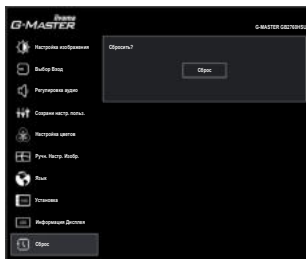 iiyama
G-MASTER
G-MASTER GB2760HSU
Настройка изображения
Сбросить?
Сброс
Выбор Вход
Регулировка аудио
Сохрани настр. польз.
Настройка цветов
Ручн. Настр. Изобр.
Язык
Установка
Информация Дисплея
Сброс